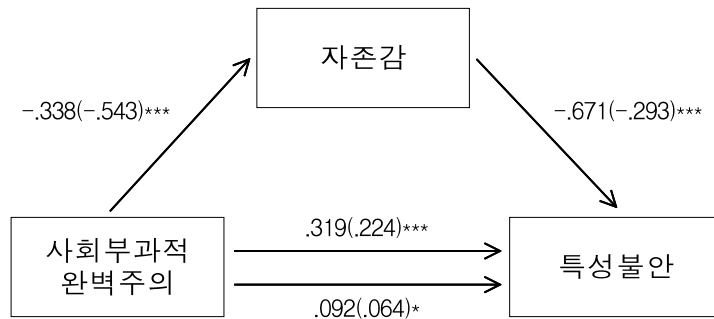 자존감
-.338(-.543)***
-.671(-.293)***
사회부과적
완벽주의
.319(.224)***
특성불안
.092(.064)*